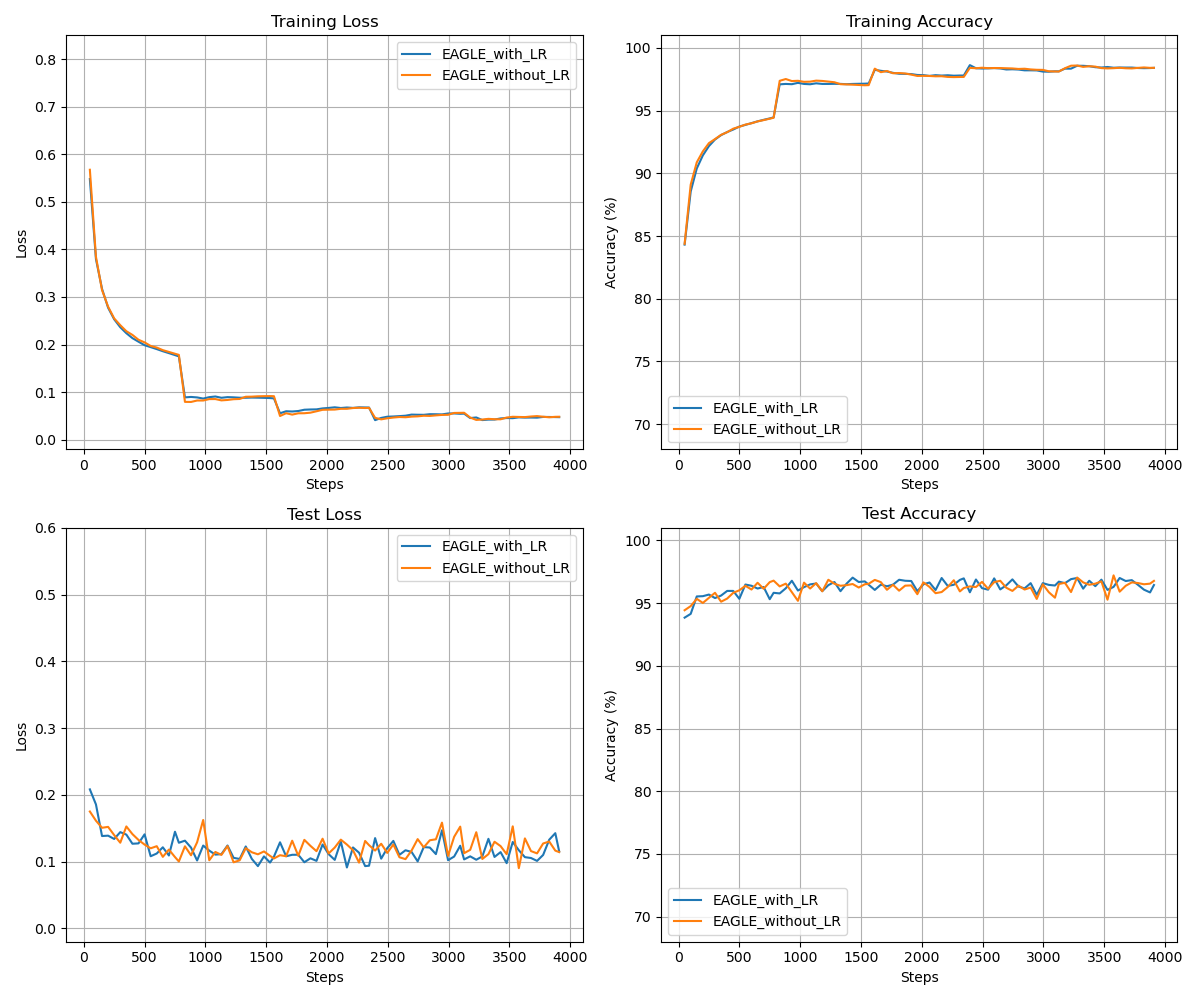 Training Loss
Loss
0.8
0.7
0.6
0.5
0.4
0.3
0.2
0.1
0.0
EAGLE_with_LR
EAGLE_without_LR
0 500 1000 1500 2000 2500 3000 3500 4000
Steps
Training Accuracy
Accuracy (%)
100
95
90
85
80
75
70
EAGLE_with_LR
EAGLE_without_LR
0 500 1000 1500 2000 2500 3000 3500 4000
Steps
Test Loss
Loss
0.6
0.5
0.4
0.3
0.2
0.1
0.0
EAGLE_with_LR
EAGLE_without_LR
0 500 1000 1500 2000 2500 3000 3500 4000
Steps
Test Accuracy
Accuracy (%)
100
95
90
85
80
75
70
EAGLE_with_LR
EAGLE_without_LR
0 500 1000 1500 2000 2500 3000 3500 4000
Steps